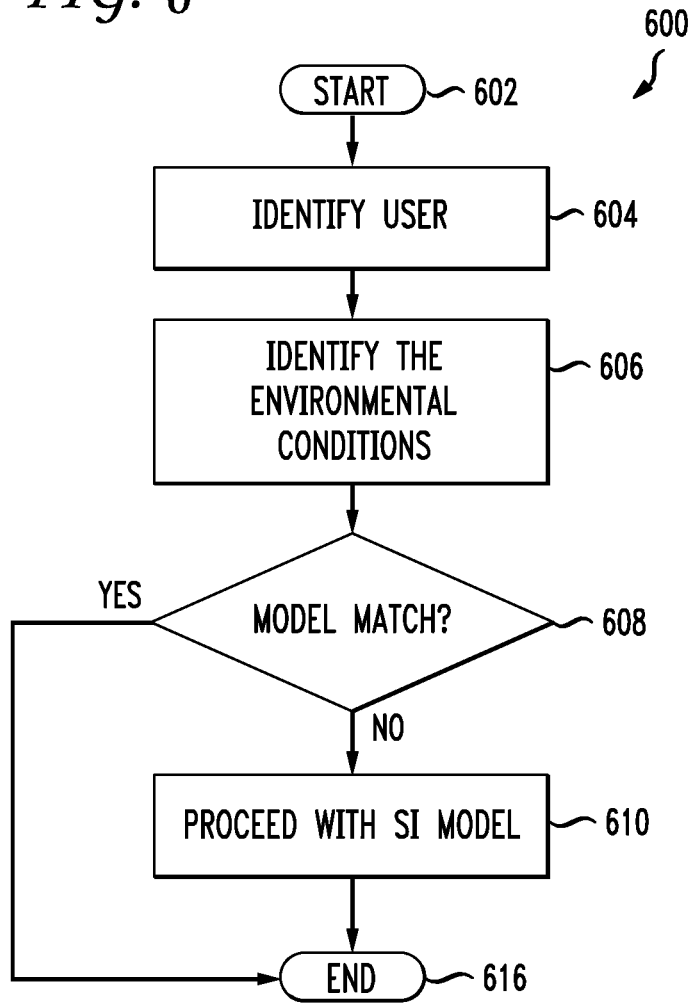 FIG. 6
600
START
602
IDENTIFY USER
604
IDENTIFY THE
ENVIRONMENTAL
CONDITIONS
606
YES
MODEL MATCH?
608
NO
PROCEED WITH SI MODEL
610
END
616